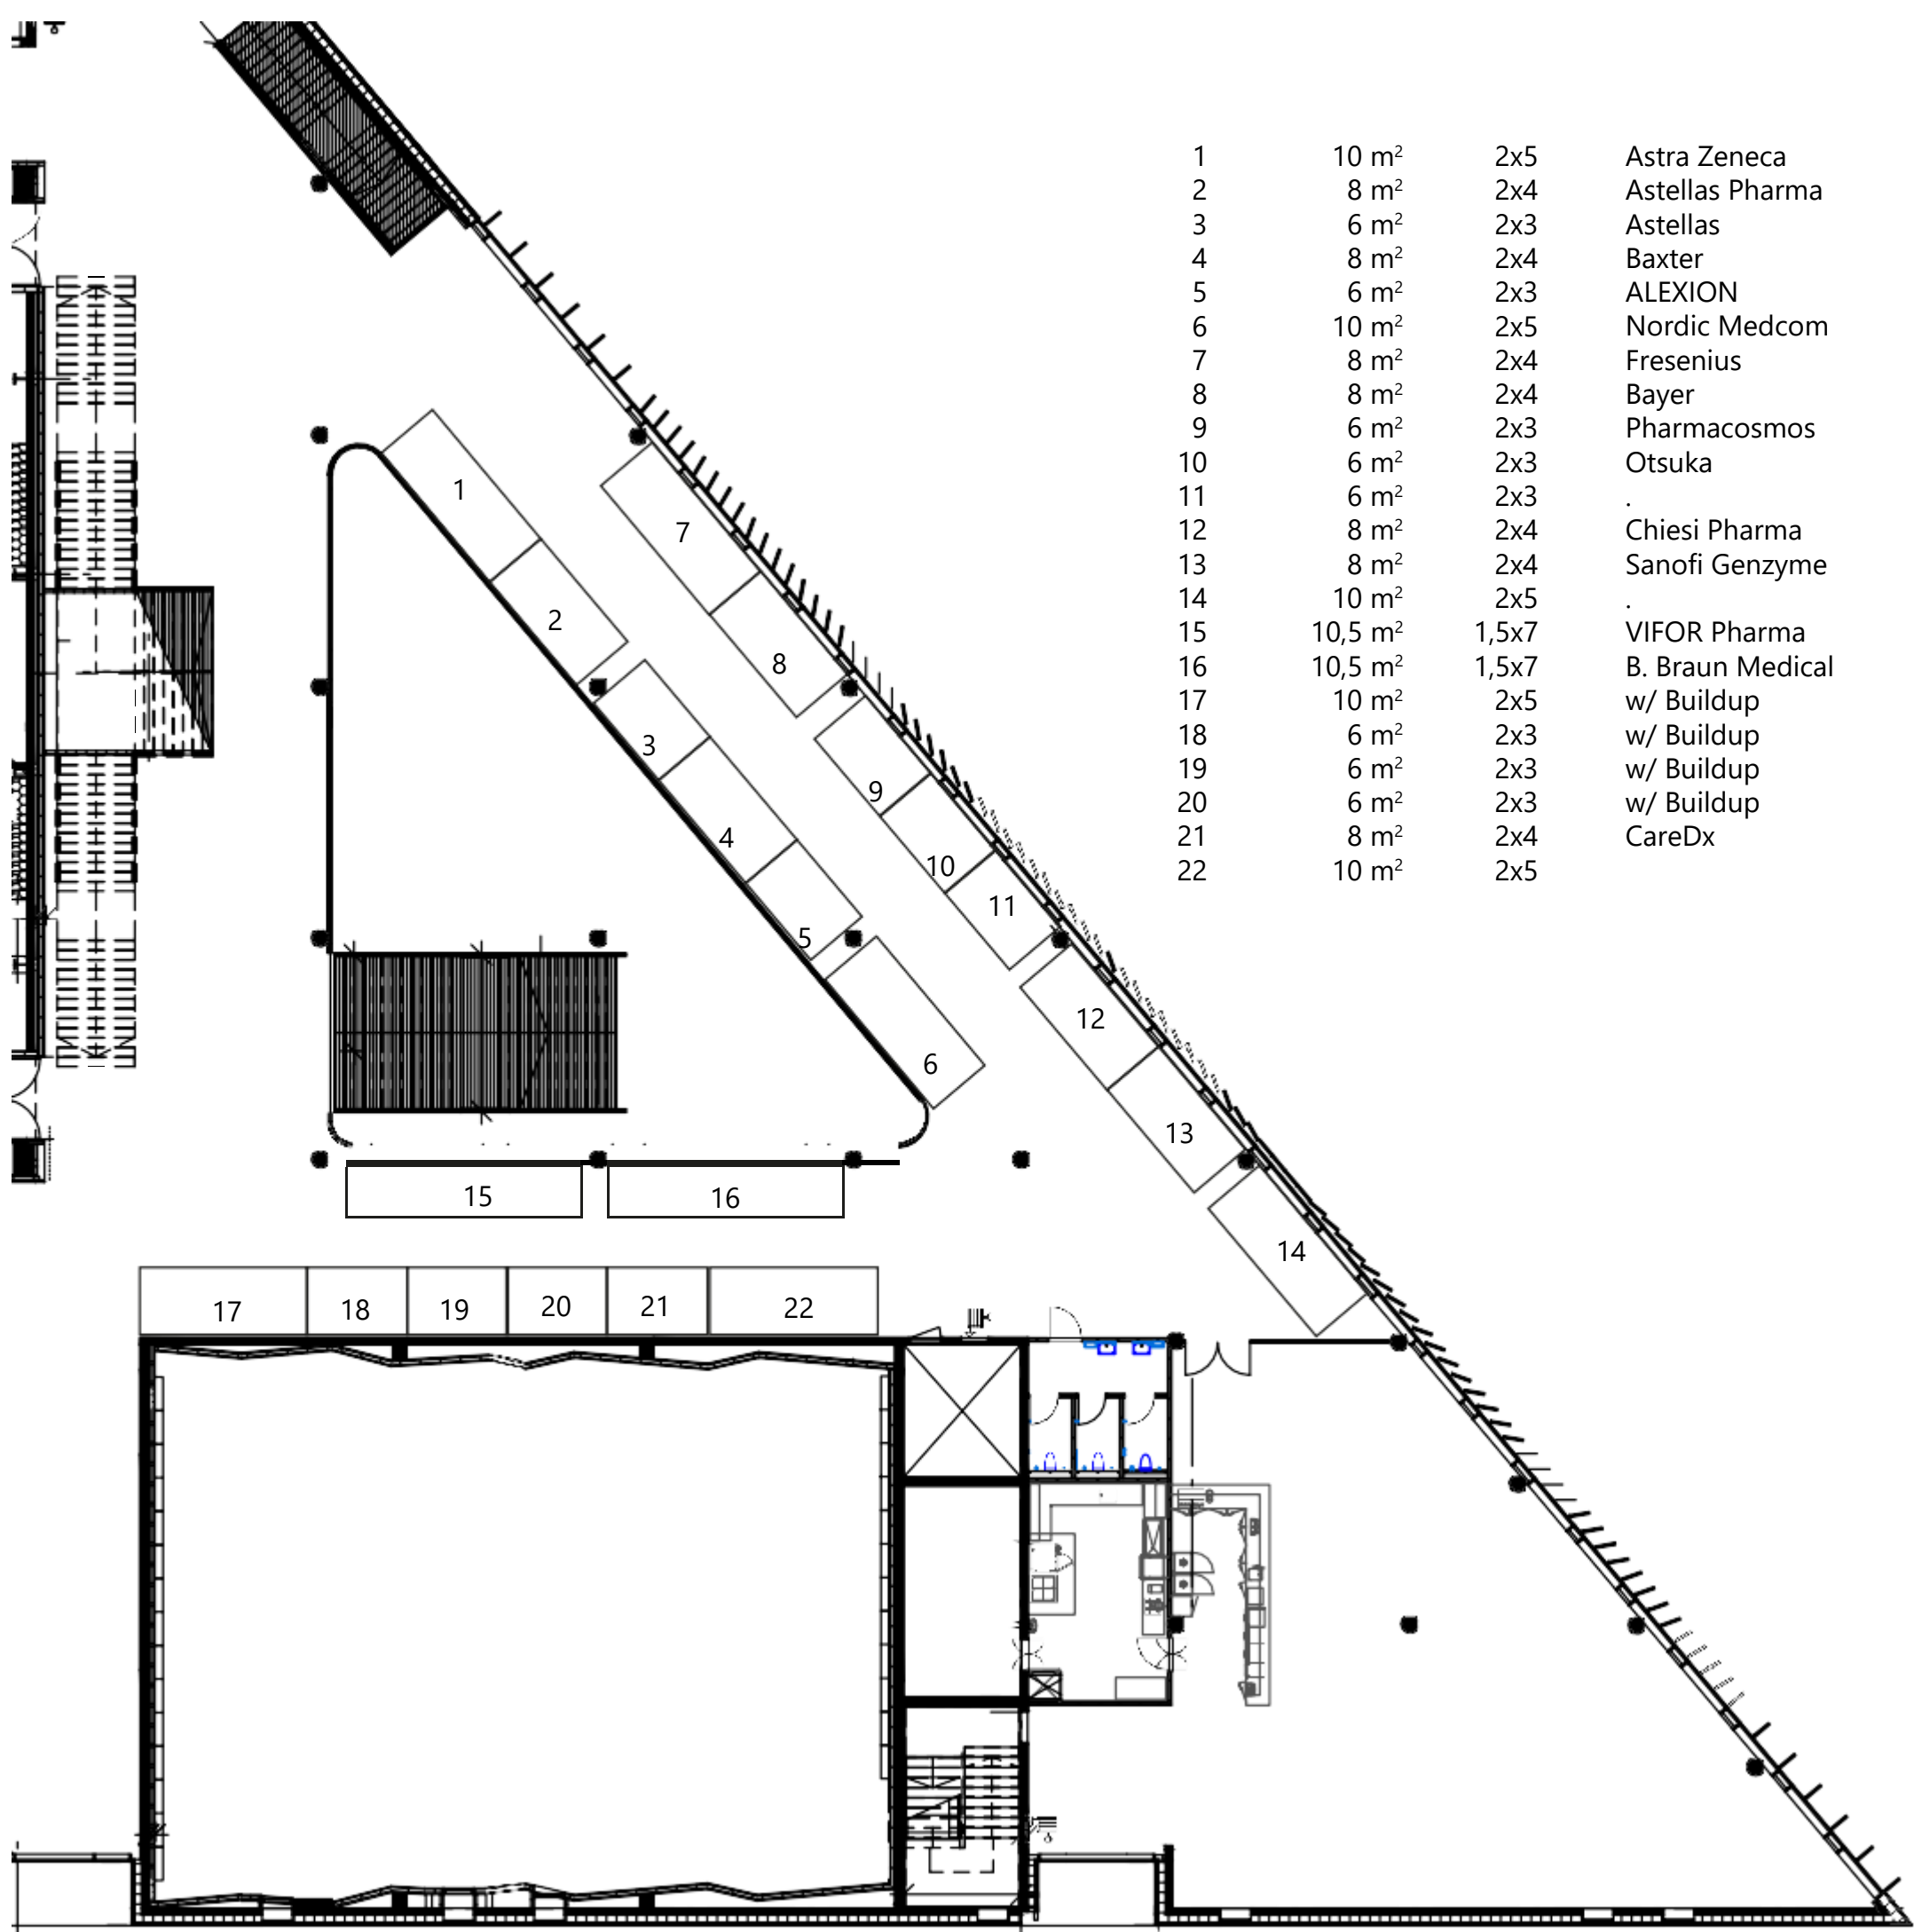 1 10 m² 2x5 Astra Zeneca
2 8 m² 2x4 Astellas Pharma
3 6 m² 2x3 Astellas
4 8 m² 2x4 Baxter
5 6 m² 2x3 ALEXION
6 10 m² 2x5 Nordic Medcom
7 8 m² 2x4 Fresenius
8 8 m² 2x4 Bayer
9 6 m² 2x3 Pharmacosmos
10 6 m² 2x3 Otsuka
11 6 m² 2x3 .
12 8 m² 2x4 Chiesi Pharma
13 8 m² 2x4 Sanofi Genzyme
14 10 m² 2x5 .
15 10,5 m² 1,5x7 VIFOR Pharma
16 10,5 m² 1,5x7 B. Braun Medical
17 10 m² 2x5 w/ Buildup
18 6 m² 2x3 w/ Buildup
19 6 m² 2x3 w/ Buildup
20 6 m² 2x3 w/ Buildup
21 8 m² 2x4 CareDx
22 10 m² 2x5
1
2
3
4
5
6
7
8
9
10
11
12
13
14
15
16
17
18
19
20
21
22